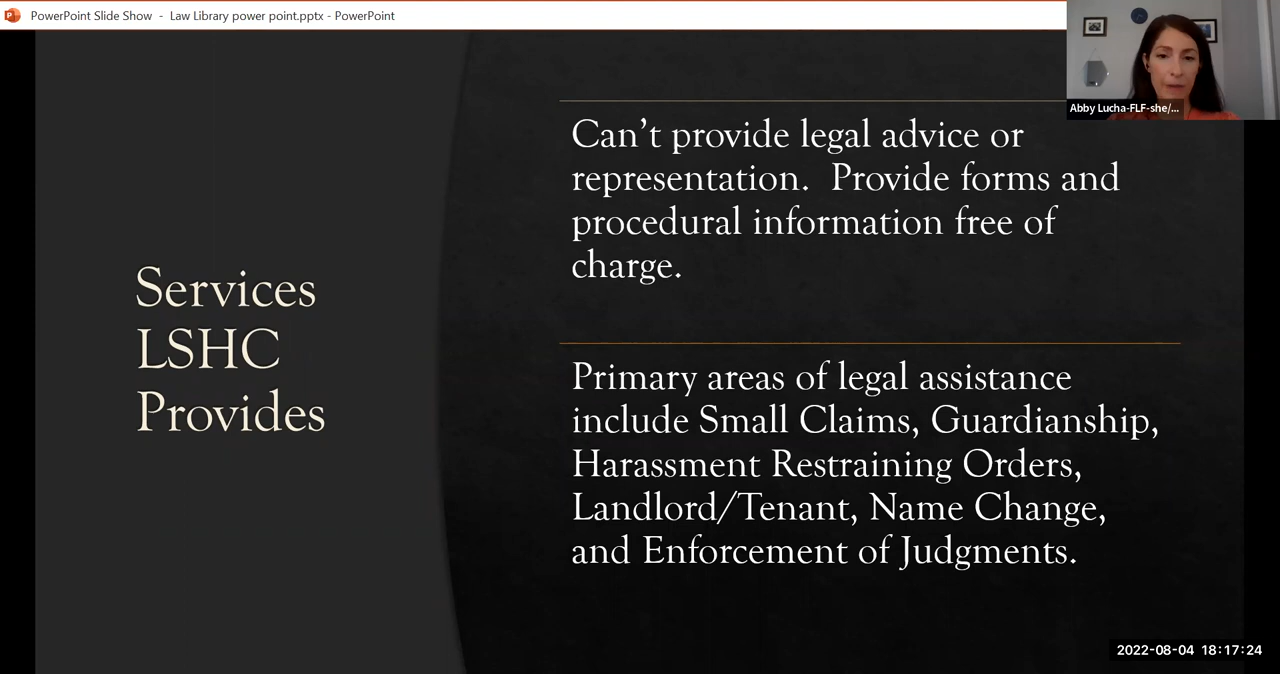 PowerPoint Slide Show - Law Library power point.pptx - PowerPoint
Abby Lucha-FLF-she/...
Can’t provide legal advice or
representation.  Provide forms and
procedural information free of
charge.
Services
LSHC
Provides
Primary areas of legal assistance
include Small Claims, Guardianship,
Harassment Restraining Orders,
Landlord/Tenant, Name Change,
and Enforcement of Judgments.
2022-08-04 18:17:24